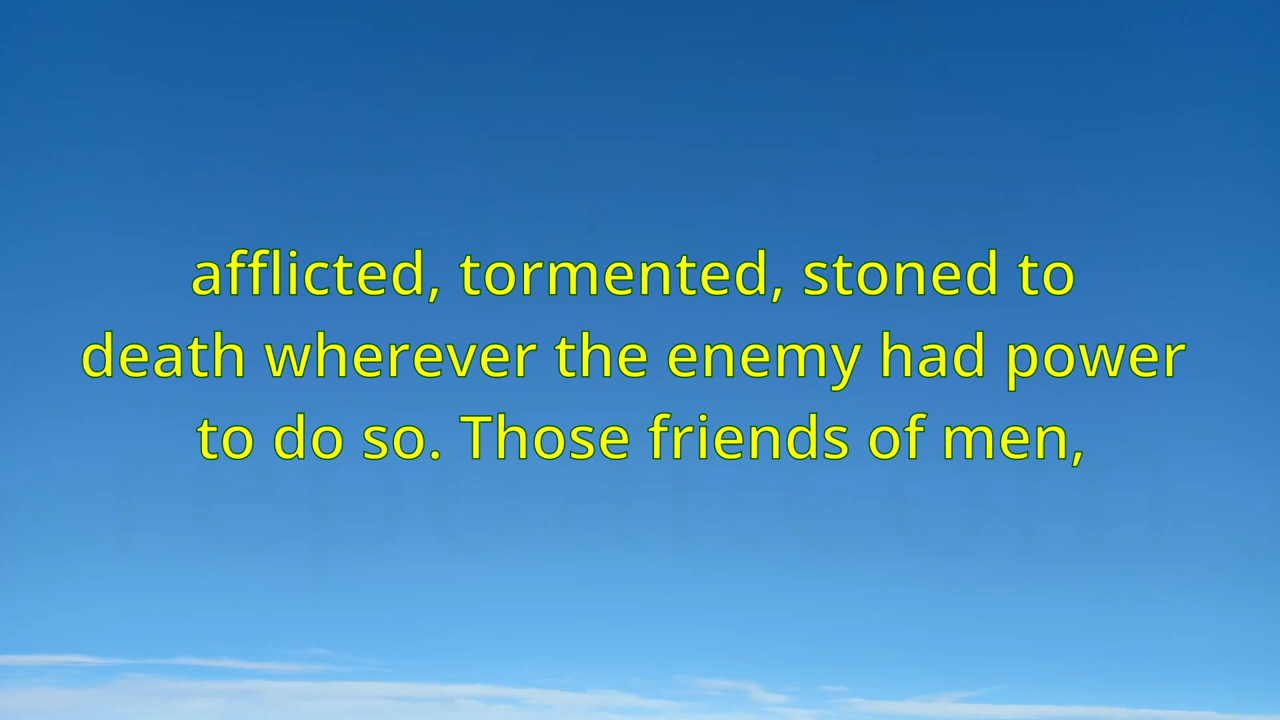 afflicted, tormented, stoned to
death wherever the enemy had power
to do so. Those friends of men,